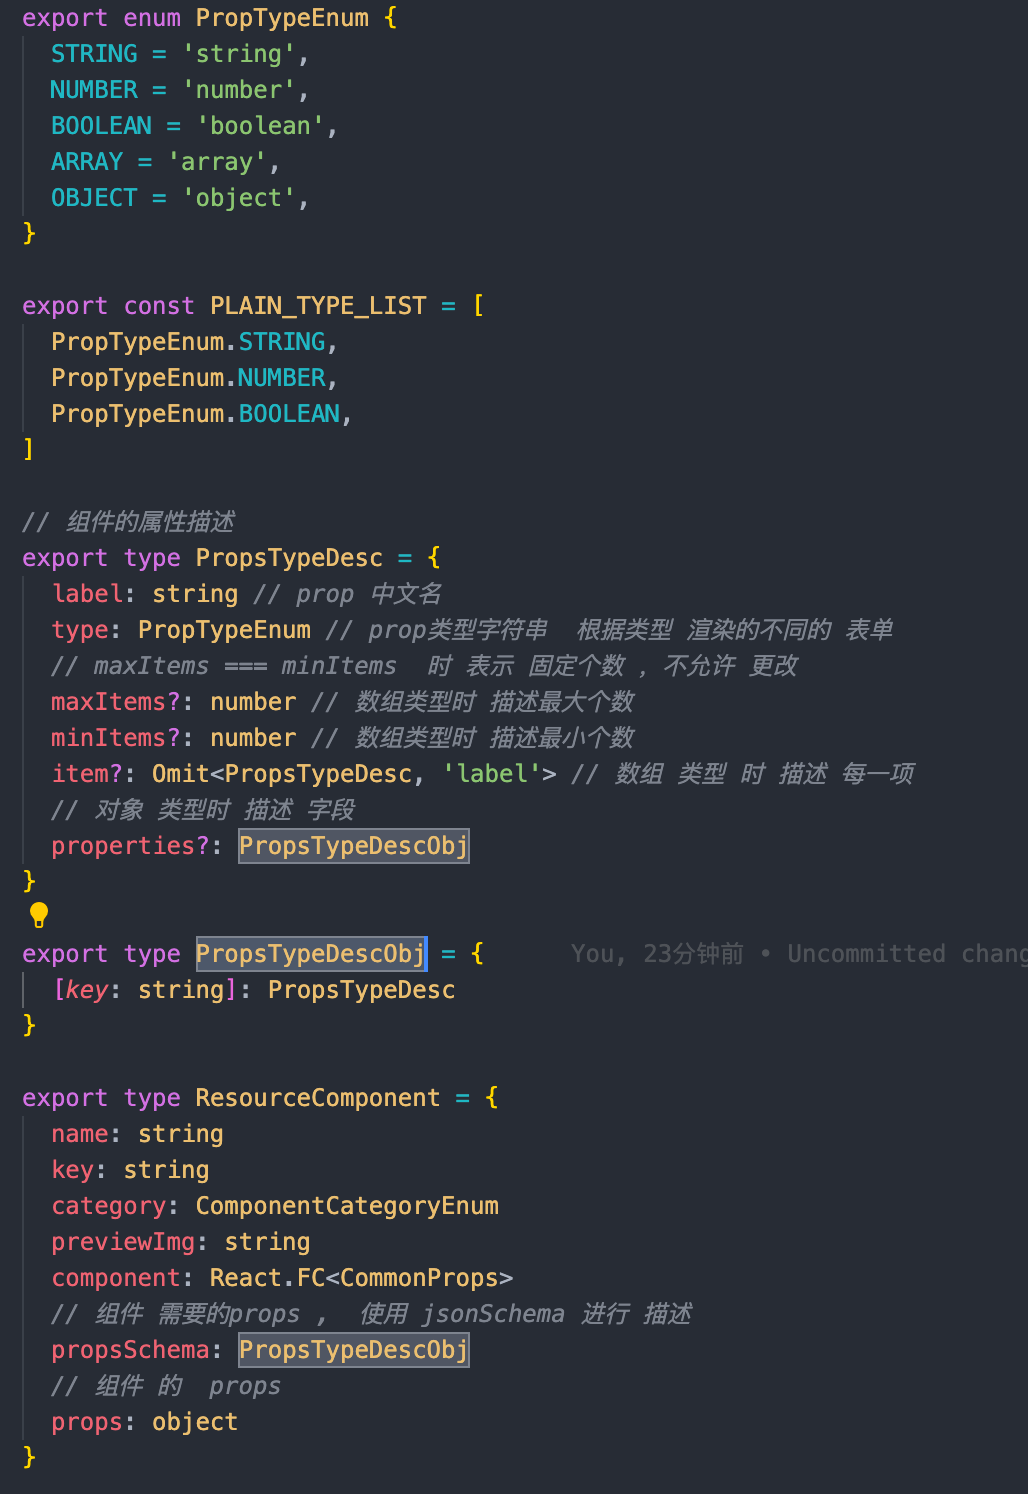 export enum PropTypeEnum {
STRING = 'string',
NUMBER = 'number',
BOOLEAN = 'boolean',
ARRAY = 'array',
OBJECT = 'object',
}
export const PLAIN_TYPE_LIST = [
PropTypeEnum.STRING,
PropTypeEnum.NUMBER,
PropTypeEnum.BOOLEAN,
]
// 组件的属性描述
export type PropsTypeDesc = {
label: string // prop 中文名
type: PropTypeEnum // prop类型字符串  根据类型 渲染的不同的 表单
// maxItems === minItems  时 表示 固定个数 , 不允许 更改
maxItems?: number // 数组类型时 描述最大个数
minItems?: number // 数组类型时 描述最小个数
item?: Omit<PropsTypeDesc, 'label'> // 数组 类型 时 描述 每一项
// 对象 类型时 描述 字段
properties?: PropsTypeDescObj
}
export type PropsTypeDescObj = { You, 23分钟前 • Uncommitted chang
[key: string]: PropsTypeDesc
}
export type ResourceComponent = {
name: string
key: string
category: ComponentCategoryEnum
previewImg: string
component: React.FC<CommonProps>
// 组件 需要的props ,  使用 jsonSchema 进行 描述
propsSchema: PropsTypeDescObj
// 组件 的  props
props: object
}